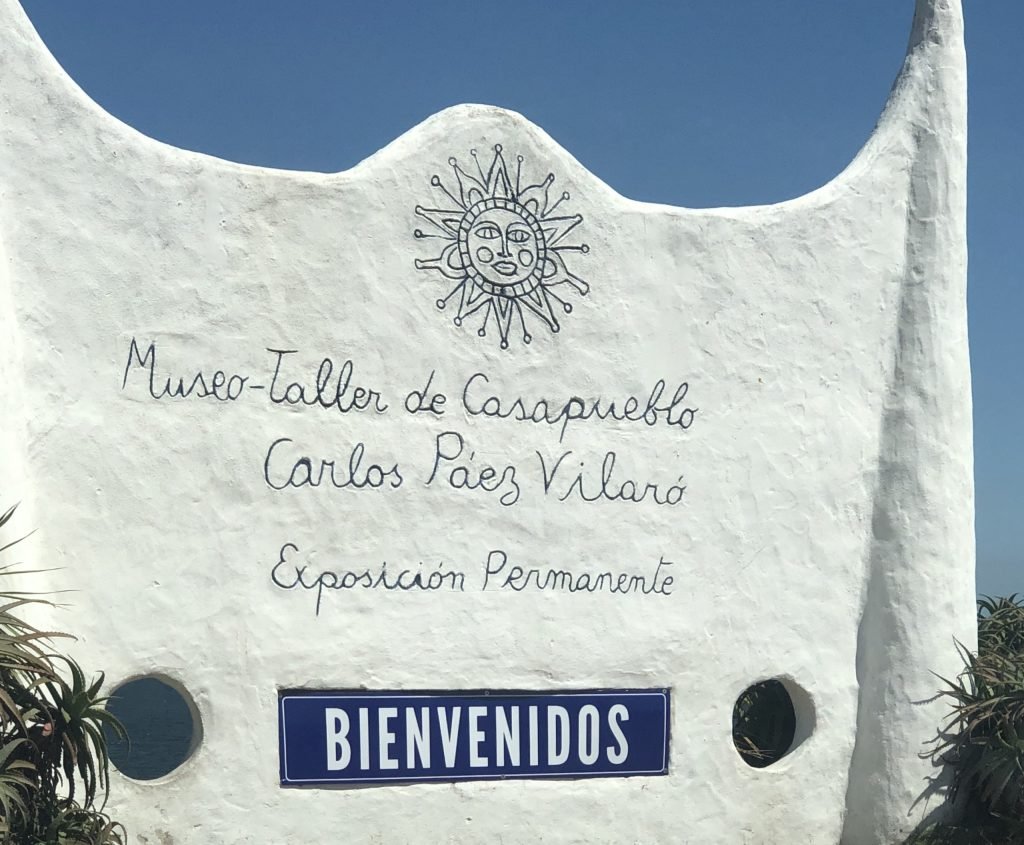 Museo-Taller de Casapueblo
Carlos Páez Vilaró
Exposición Permanente
BIENVENIDOS